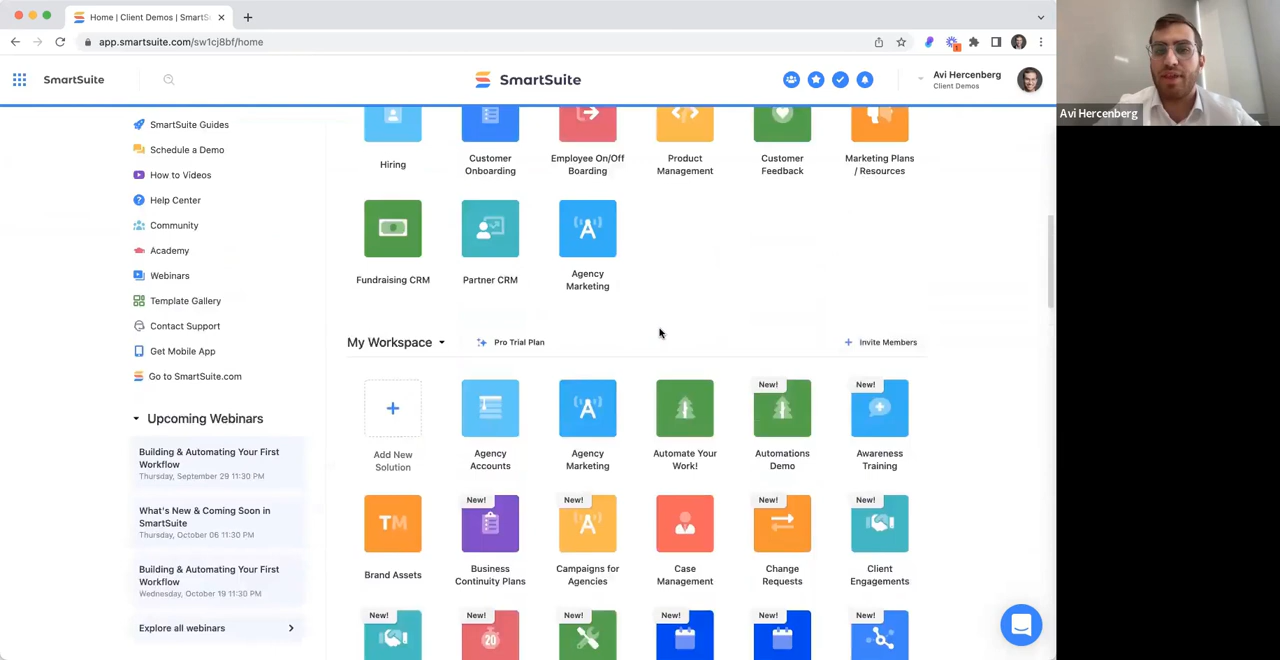 Home | Client Demos | SmartS
app.smartsuite.com/sw1cj8bf/home
SmartSuite
SmartSuite
Avi Hercenberg
Client Demos
Avi Hercenberg
SmartSuite Guides
Schedule a Demo
How to Videos
Help Center
Community
Academy
Webinars
Template Gallery
Contact Support
Get Mobile App
Go to SmartSuite.com
Upcoming Webinars
Building & Automating Your First
Workflow
Thursday, September 29 11:30 PM
What's New & Coming Soon in
SmartSuite
Thursday, October 06 11:30 PM
Building & Automating Your First
Workflow
Wednesday, October 19 11:30 PM
Explore all webinars
Hiring
Customer
Onboarding
Employee On/Off
Boarding
Product
Management
Customer
Feedback
Marketing Plans
/ Resources
Fundraising CRM
Partner CRM
A
Agency
Marketing
My Workspace
Pro Trial Plan
+ Invite Members
+
Add New
Solution
Agency
Accounts
A
Agency
Marketing
Automate Your
Work!
New!
Automations
Demo
New!
Awareness
Training
TM
Brand Assets
New!
Business
Continuity Plans
New!
A
Campaigns for
Agencies
Case
Management
New!
Change
Requests
New!
Client
Engagements
New!
New!
20
New!
New!
New!